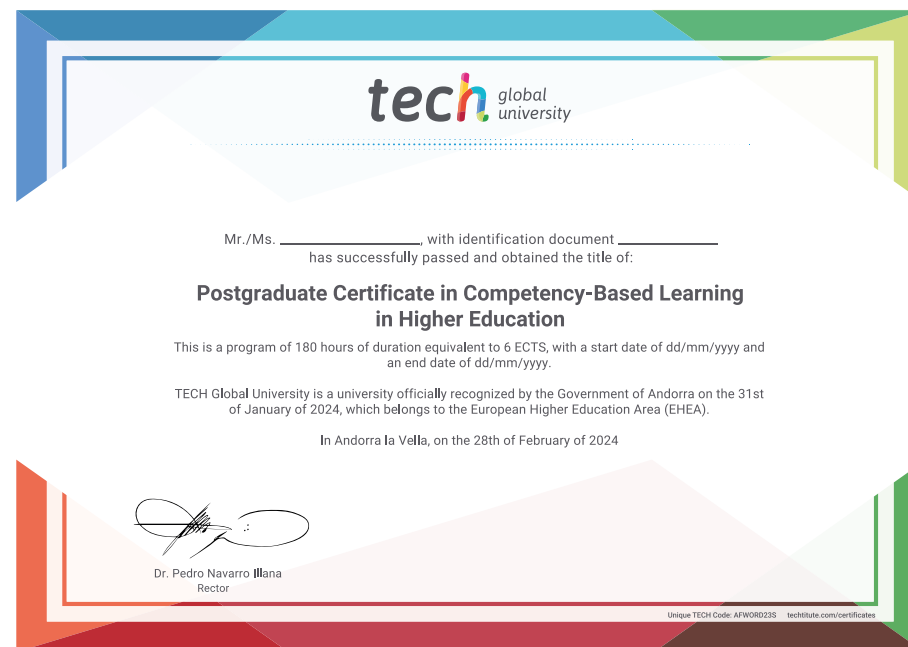 tech global
university
Mr./Ms. ____________________, with identification document ______________
has successfully passed and obtained the title of:
Postgraduate Certificate in Competency-Based Learning
in Higher Education
This is a program of 180 hours of duration equivalent to 6 ECTS, with a start date of dd/mm/yyyy and
an end date of dd/mm/yyyy.
TECH Global University is a university officially recognized by the Government of Andorra on the 31st
of January of 2024, which belongs to the European Higher Education Area (EHEA).
In Andorra la Vella, on the 28th of February of 2024
Dr. Pedro Navarro Illana
Rector
Unique TECH Code: AFWORD23S techtitute.com/certificates